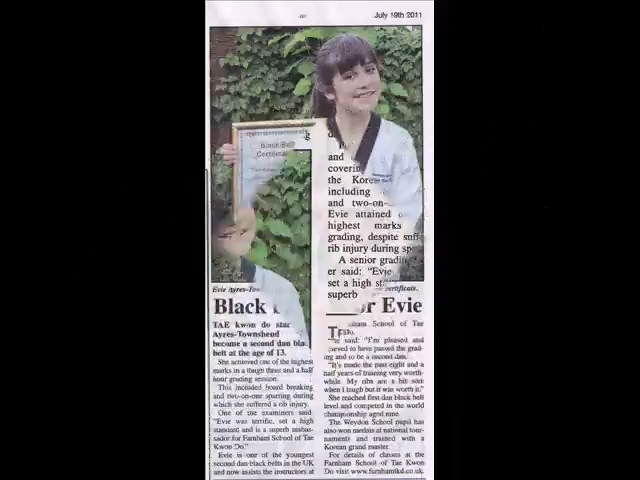 July 19th 2011
Black Belt
Certificate
g
d
and
covering
the Korean
including
and two-on-
Evie attained
highest marks
grading, despite
rib injury during
A senior grading
er said: "Evie
set a high
superb
Evie Ayres-To
certificate.
Black
r Evie
TAE kwon do star
Ayres-Townshend
become a second dan
belt at the age of 13.
She achieved one of the highest
marks in a tough three and a half
hour grading session.
This included board breaking
and two-on-one sparring during
which she suffered a rib injury.
One of the examiners said:
"Evie was terrific, set a high
standard and is a superb ambas-
sador for Farnham School of Tae
Kwon Do."
Evie is one of the youngest
second dan black belts in the UK
and now assists the instructors at
ham School of Tae
Do.
said: "I'm pleased and
to have passed the grad-
ing and to be a second dan.
"It's made the past eight and a
half years of training very worth-
while. My ribs are a bit sore
when I laugh but it was worth it."
She reached first dan black belt
level and competed in the world
championship aged nine.
The Weydon School pupil has
also won medals at national tour-
naments and trained with a
Korean grand master.
For details of classes at the
Farnham School of Tae Kwon
Do visit www.farnhamtkd.co.uk.